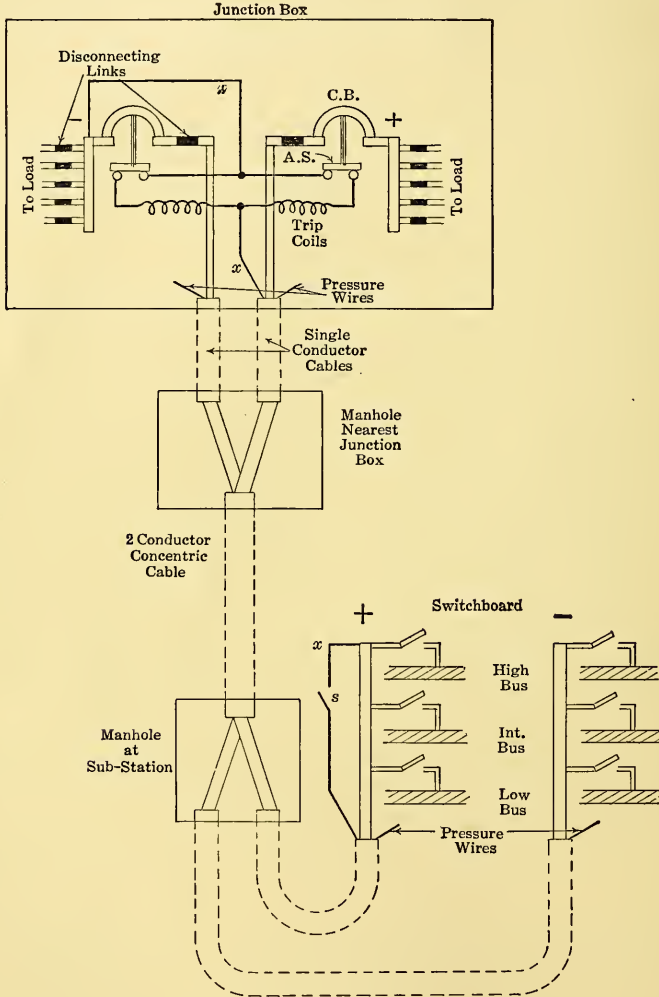 Junction Box
Disconnecting
Links
x
C.B.
−
+
A.S.
To Load
To Load
Trip
Coils
x
Pressure
Wires
Single
Conductor
Cables
Manhole
Nearest
Junction
Box
2 Conductor
Concentric
Cable
+
Switchboard
−
x
High
Bus
s
Manhole
at
Sub-Station
Int.
Bus
Low
Bus
Pressure
Wires